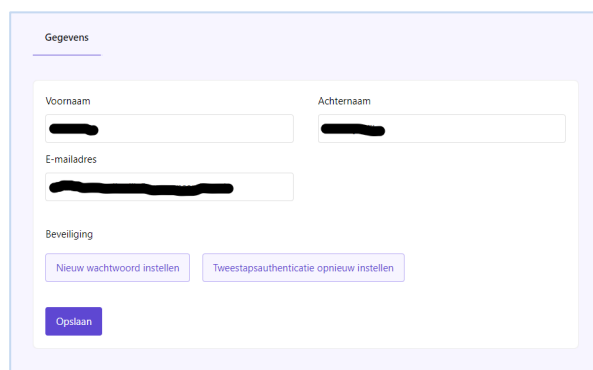 Gegevens
Voornaam Achternaam
E-mailadres
Beveiliging
Nieuw wachtwoord instellen Tweestapsauthenticatie opnieuw instellen
Opslaan